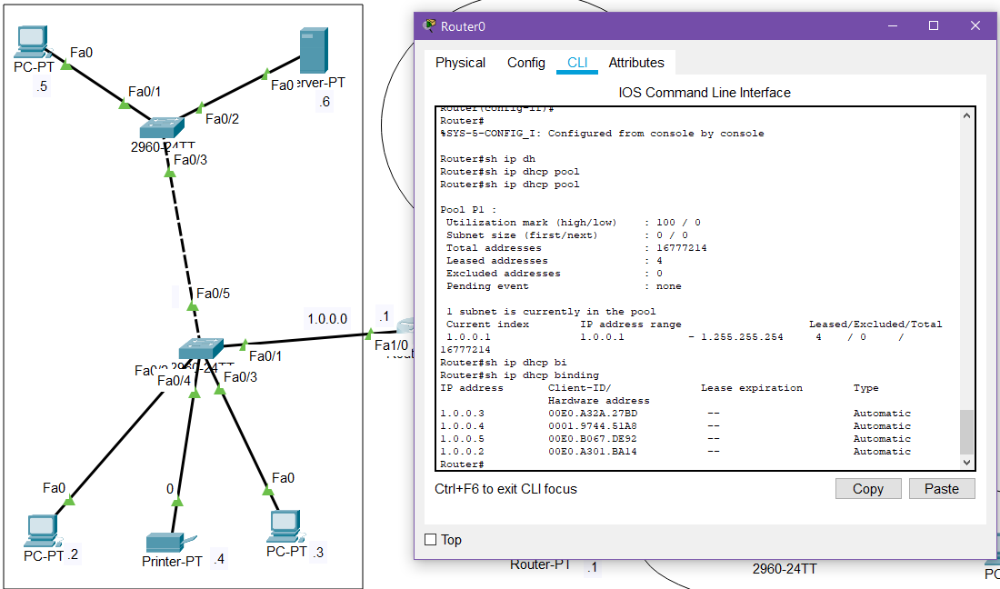 Fa0
PC-PT
.5
Fa0/1
Fa0
erver-PT
.6
Fa0/2
2960-24TT
Fa0/3
Fa0/5
1.0.0.0
.1
Fa1/0
Fa0/1
2960-24TT
Fa0/3
Fa0/4
Fa0
PC-PT
.2
0
Printer-PT
.4
Fa0
PC-PT
.3
Router0
Physical Config CLI Attributes
IOS Command Line Interface
Router(config-if)#
Router#
%SYS-5-CONFIG_I: Configured from console by console
Router#sh ip dh
Router#sh ip dhcp pool
Router#sh ip dhcp pool
Pool P1 :
Utilization mark (high/low) : 100 / 0
Subnet size (first/next) : 0 / 0
Total addresses : 16777214
Leased addresses : 4
Excluded addresses : 0
Pending event : none
1 subnet is currently in the pool
Current index IP address range Leased/Excluded/Total
1.0.0.1 1.0.0.1 - 1.255.255.254 4 / 0 /
16777214
Router#sh ip dhcp bi
Router#sh ip dhcp binding
IP address Client-ID/ Lease expiration Type
Hardware address
1.0.0.3 00E0.A32A.27BD -- Automatic
1.0.0.4 0001.9744.51A8 -- Automatic
1.0.0.5 00E0.B067.DE92 -- Automatic
1.0.0.2 00E0.A301.BA14 -- Automatic
Router#
Ctrl+F6 to exit CLI focus
Copy
Paste
Top
Router-PT
.1
2960-24TT
PC